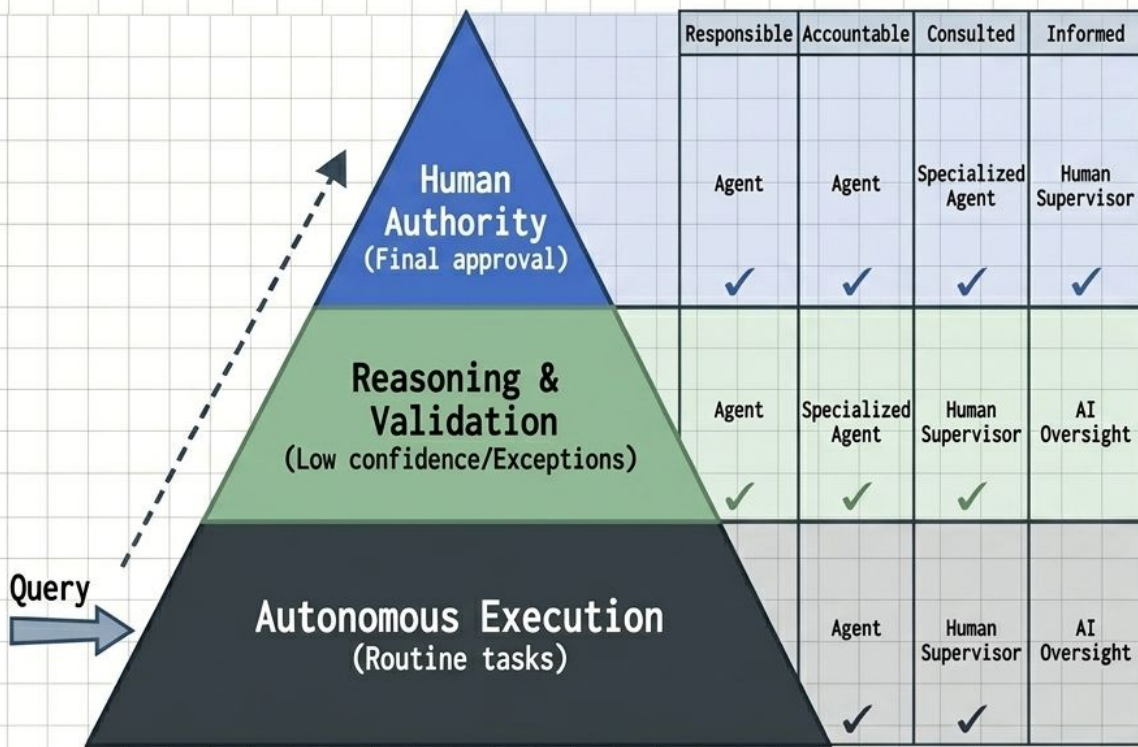 Responsible Accountable Consulted Informed
Human
Authority
(Final approval)
Agent
Agent
Specialized
Agent
Human
Supervisor
✓ ✓ ✓ ✓
Reasoning &
Validation
(Low confidence/Exceptions)
Agent
Specialized
Agent
Human
Supervisor
AI
Oversight
✓ ✓ ✓
Query
Autonomous Execution
(Routine tasks)
Agent
Human
Supervisor
AI
Oversight
✓ ✓